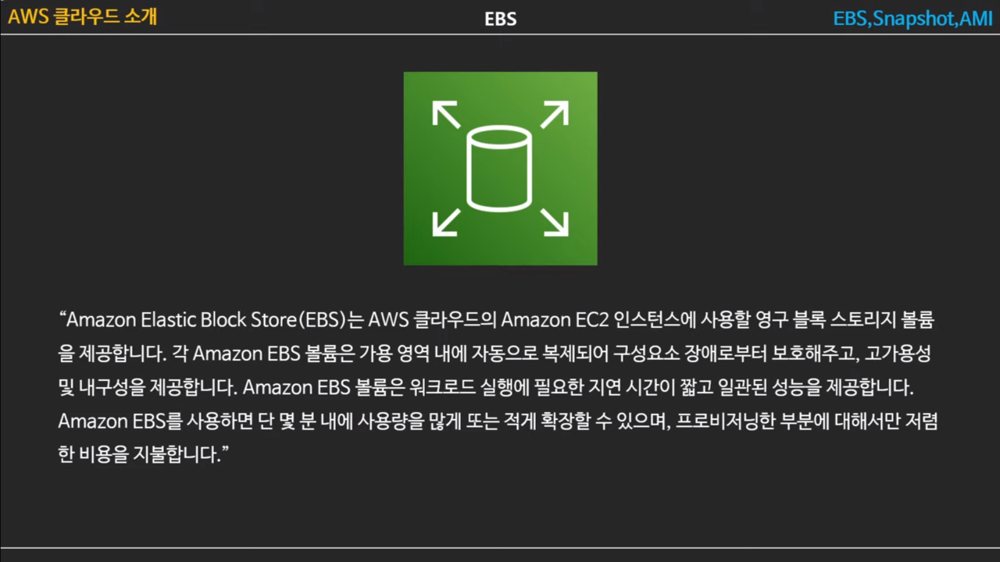 AWS 클라우드 소개
EBS
EBS,Snapshot,AMI
“Amazon Elastic Block Store(EBS)는 AWS 클라우드의 Amazon EC2 인스턴스에 사용할 영구 블록 스토리지 볼륨
을 제공합니다. 각 Amazon EBS 볼륨은 가용 영역 내에 자동으로 복제되어 구성요소 장애로부터 보호해주고, 고가용성
및 내구성을 제공합니다. Amazon EBS 볼륨은 워크로드 실행에 필요한 지연 시간이 짧고 일관된 성능을 제공합니다.
Amazon EBS를 사용하면 단 몇 분 내에 사용량을 많게 또는 적게 확장할 수 있으며, 프로비저닝한 부분에 대해서만 저렴
한 비용을 지불합니다.”